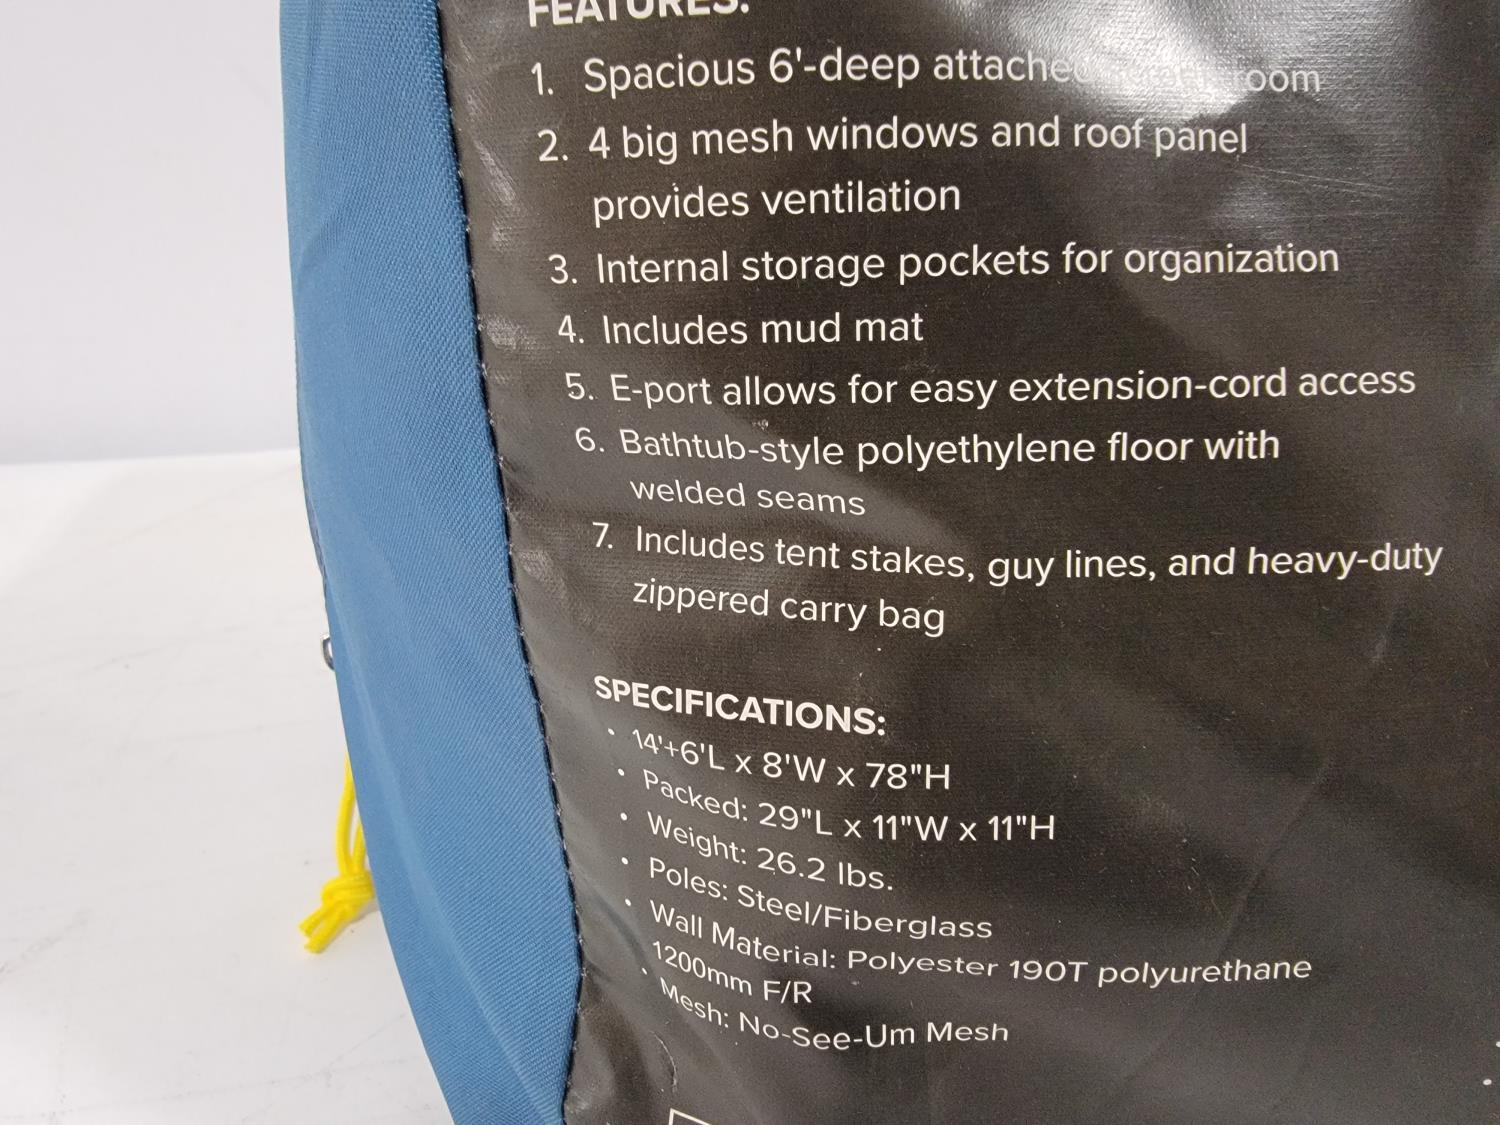 FEATURES:
1. Spacious 6'-deep attached room
2. 4 big mesh windows and roof panel
provides ventilation
3. Internal storage pockets for organization
4. Includes mud mat
5. E-port allows for easy extension-cord access
6. Bathtub-style polyethylene floor with
welded seams
7. Includes tent stakes, guy lines, and heavy-duty
zippered carry bag
SPECIFICATIONS:
• 14'+6'L x 8'W x 78"H
• Packed: 29"L x 11"W x 11"H
• Weight: 26.2 lbs.
• Poles: Steel/Fiberglass
• Wall Material: Polyester 190T polyurethane
1200mm F/R
• Mesh: No-See-Um Mesh